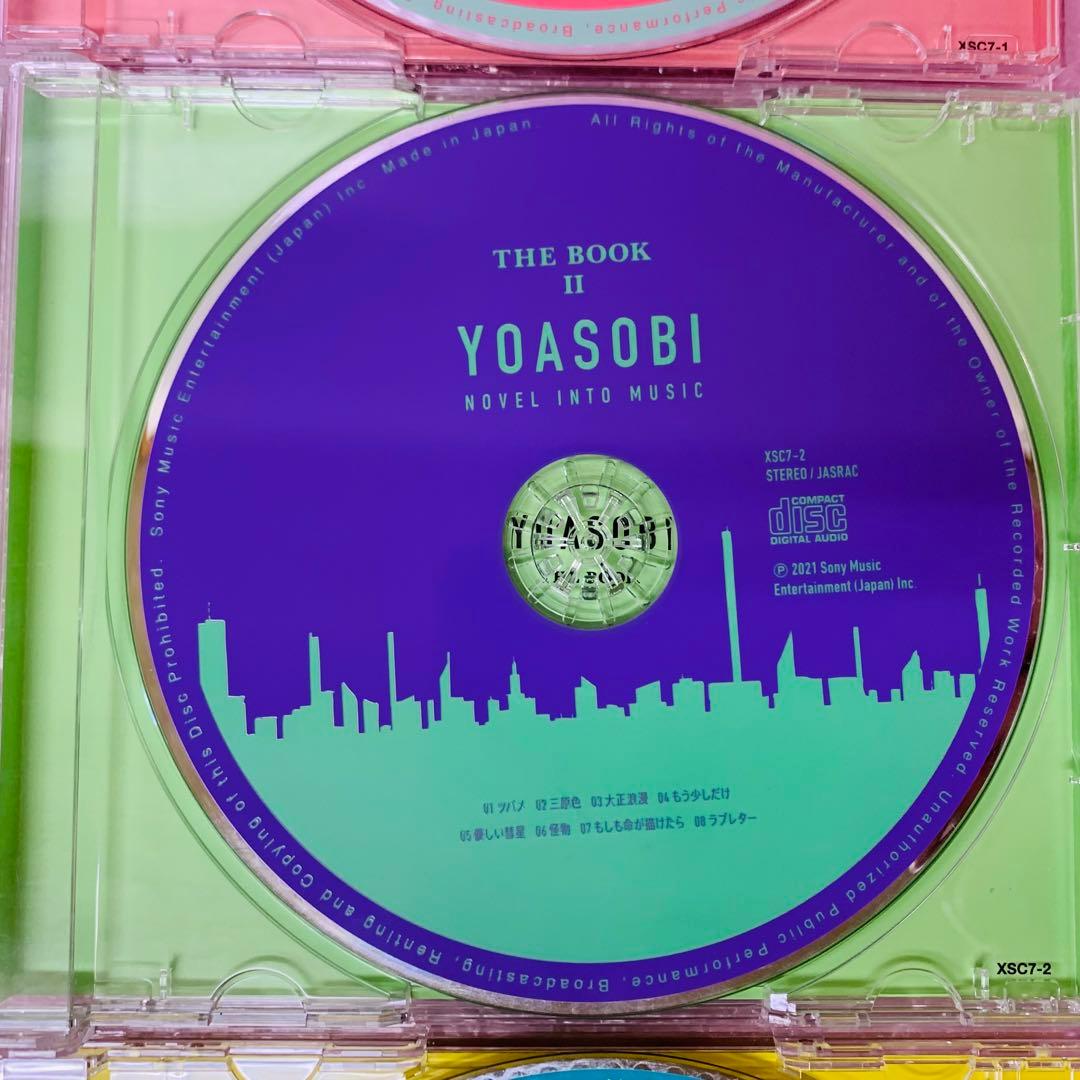 Performance, Broadcasting
XSC7-1
Sony Music Entertainment (Japan) Inc Made in Japan
All Rights of the Manufacturer and of the Owner of the Recorded Work Reserved. Unauthorized Public Performance, Broadcasting, Renting and Copying of this Disc Prohibited.
THE BOOK
II
YOASOBI
NOVEL INTO MUSIC
XSC7-2
STEREO / JASRAC
COMPACT
disc
DIGITAL AUDIO
℗ 2021 Sony Music
Entertainment (Japan) Inc.
YOASOBI
01 ツバメ 02 三原色 03 大正浪漫 04 もう少しだけ
05 優しい彗星 06 怪物 07 もしも命が描けたら 08 ラブレター
XSC7-2